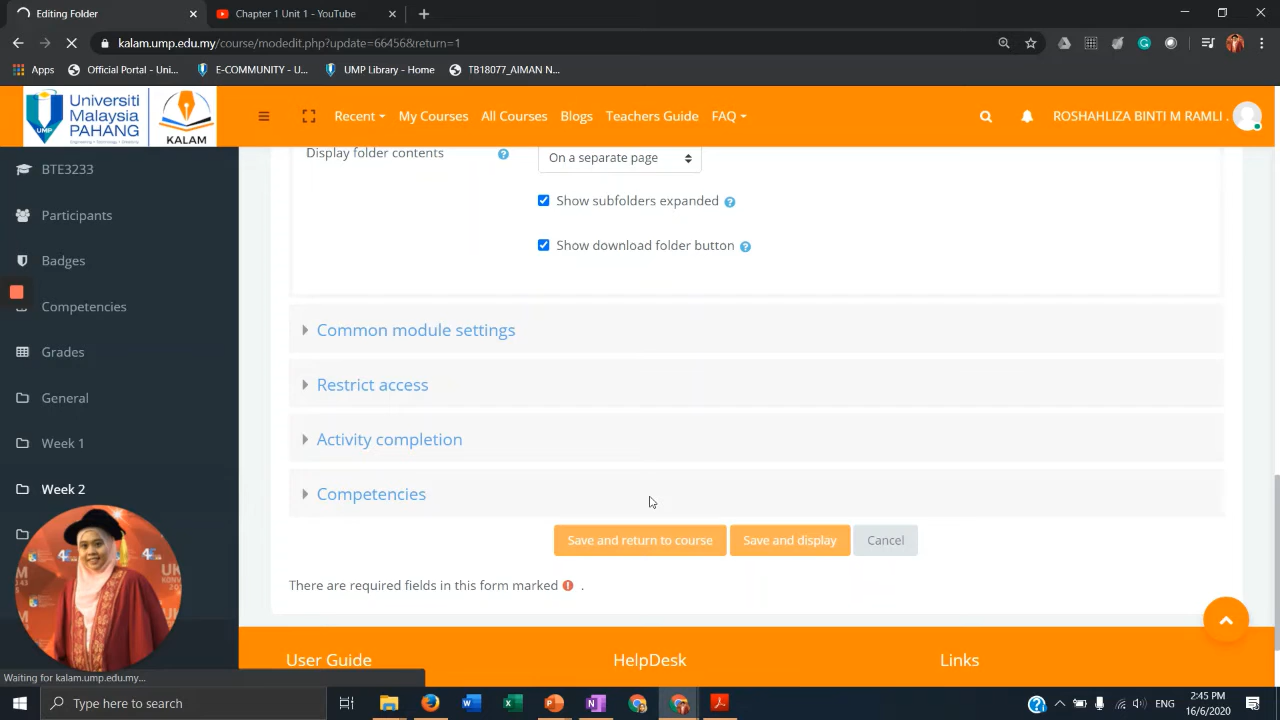 Editing Folder
Chapter 1 Unit 1 - YouTube
kalam.ump.edu.my/course/modedit.php?update=66456&return=1
Apps
Official Portal - Uni...
E-COMMUNITY - U...
UMP Library - Home
TB18077_AIMAN N...
Universiti
Malaysia
PAHANG
UMP
KALAM
Recent
My Courses
All Courses
Blogs
Teachers Guide
FAQ
ROSHAHLIZA BINTI M RAMLI .
BTE3233
Participants
Badges
Competencies
Grades
General
Week 1
Week 2
Display folder contents
On a separate page
Show subfolders expanded
Show download folder button
Common module settings
Restrict access
Activity completion
Competencies
Save and return to course
Save and display
Cancel
There are required fields in this form marked .
User Guide
HelpDesk
Links
Waiting for kalam.ump.edu.my...
Type here to search
ENG
2:45 PM
16/6/2020